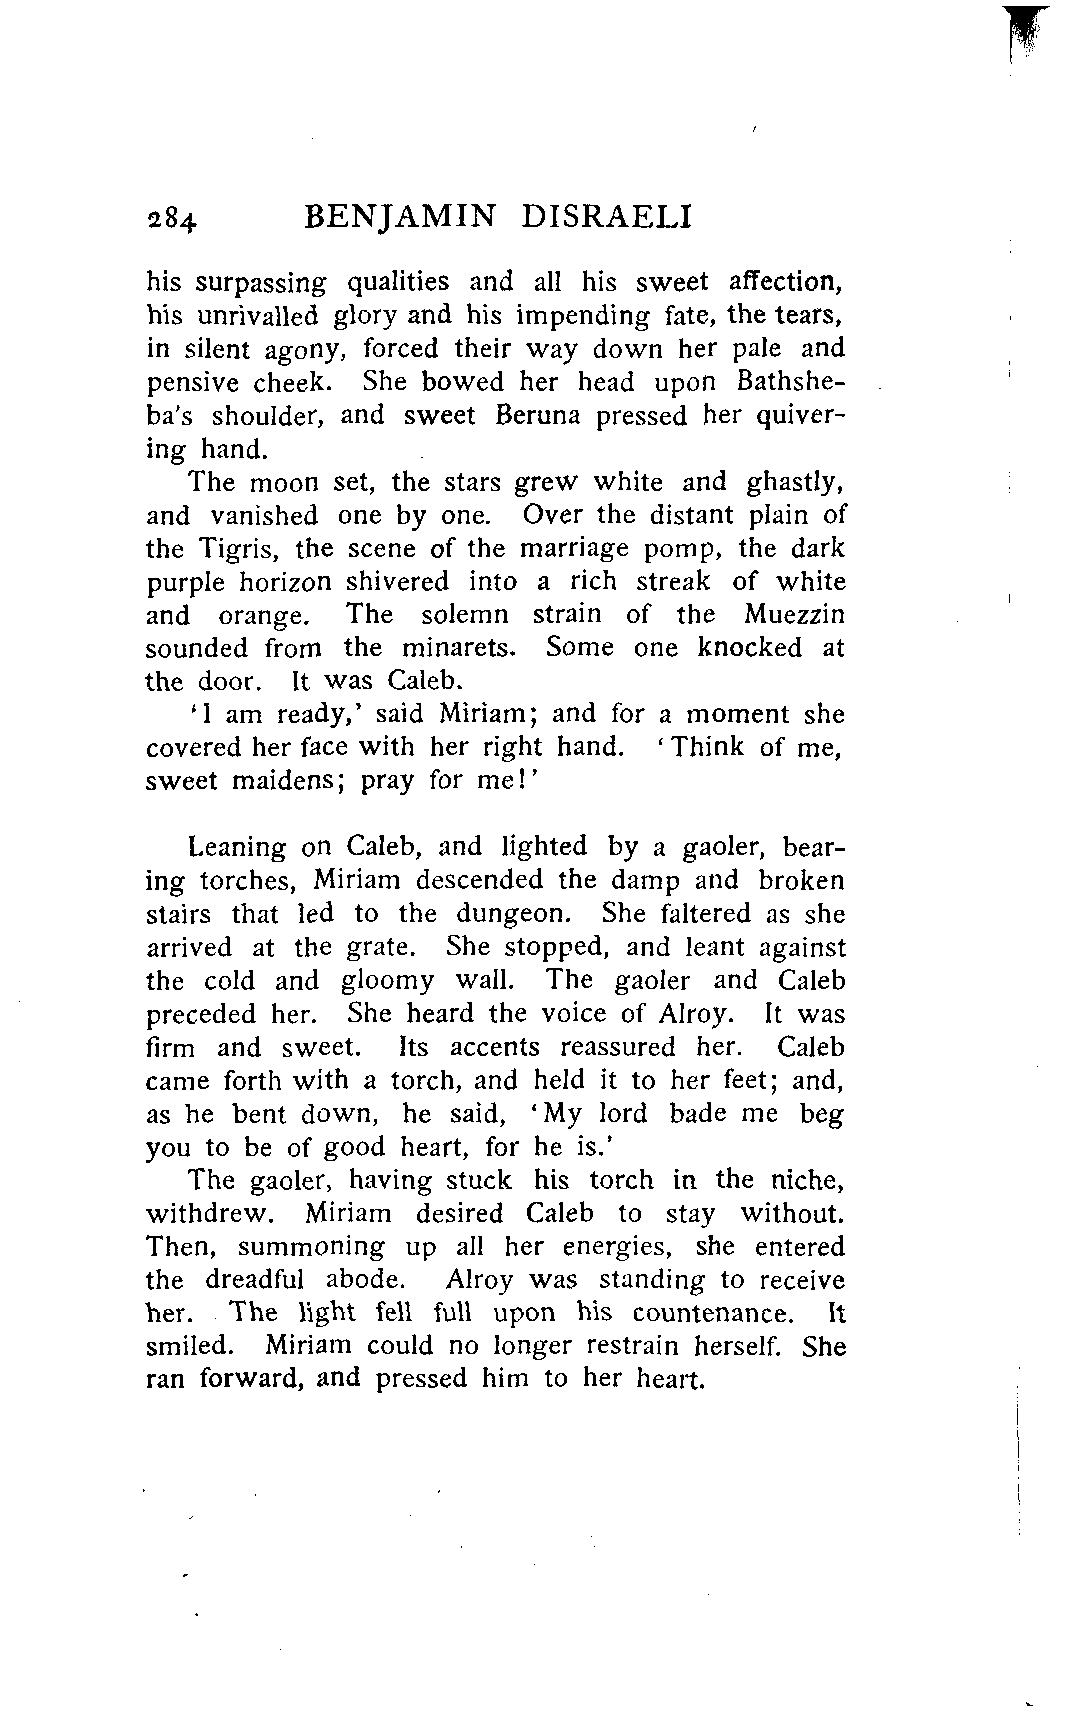 284 BENJAMIN DISRAELI
his surpassing qualities and all his sweet affection,
his unrivalled glory and his impending fate, the tears,
in silent agony, forced their way down her pale and
pensive cheek. She bowed her head upon Bathshe-
ba's shoulder, and sweet Beruna pressed her quiver-
ing hand.
The moon set, the stars grew white and ghastly,
and vanished one by one. Over the distant plain of
the Tigris, the scene of the marriage pomp, the dark
purple horizon shivered into a rich streak of white
and orange. The solemn strain of the Muezzin
sounded from the minarets. Some one knocked at
the door. It was Caleb.
'I am ready,' said Miriam; and for a moment she
covered her face with her right hand. 'Think of me,
sweet maidens; pray for me!'
Leaning on Caleb, and lighted by a gaoler, bear-
ing torches, Miriam descended the damp and broken
stairs that led to the dungeon. She faltered as she
arrived at the grate. She stopped, and leant against
the cold and gloomy wall. The gaoler and Caleb
preceded her. She heard the voice of Alroy. It was
firm and sweet. Its accents reassured her. Caleb
came forth with a torch, and held it to her feet; and,
as he bent down, he said, 'My lord bade me beg
you to be of good heart, for he is.'
The gaoler, having stuck his torch in the niche,
withdrew. Miriam desired Caleb to stay without.
Then, summoning up all her energies, she entered
the dreadful abode. Alroy was standing to receive
her. The light fell full upon his countenance. It
smiled. Miriam could no longer restrain herself. She
ran forward, and pressed him to her heart.